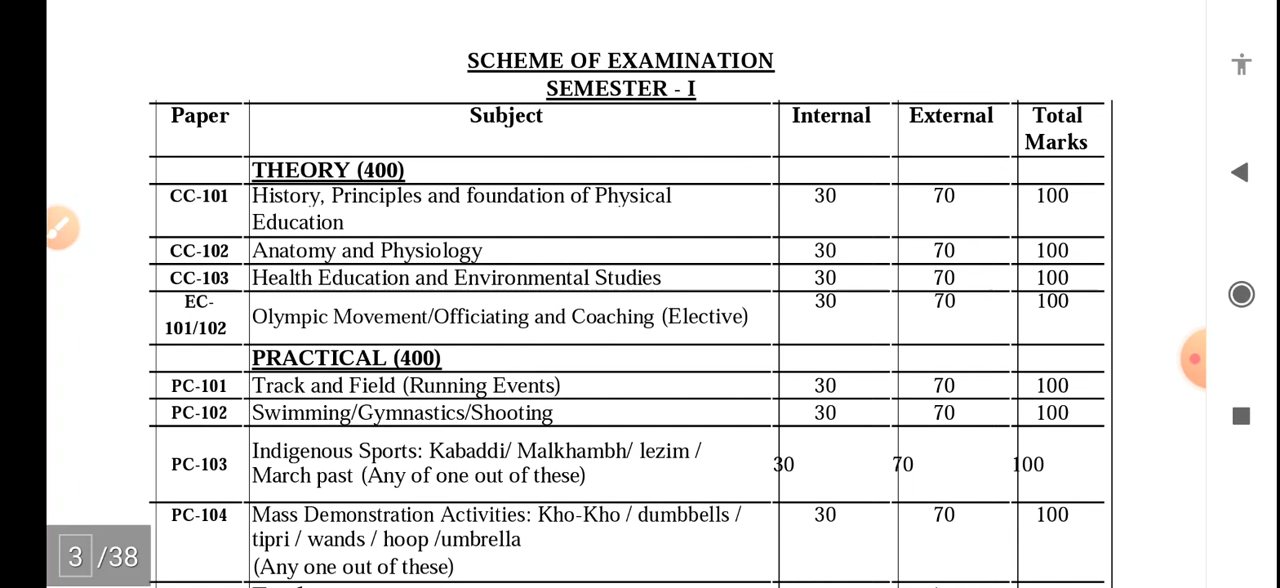 SCHEME OF EXAMINATION
SEMESTER - I
Paper Subject Internal External Total Marks
THEORY (400)
CC-101 History, Principles and foundation of Physical Education 30 70 100
CC-102 Anatomy and Physiology 30 70 100
CC-103 Health Education and Environmental Studies 30 70 100
EC-101/102 Olympic Movement/Officiating and Coaching (Elective) 30 70 100
PRACTICAL (400)
PC-101 Track and Field (Running Events) 30 70 100
PC-102 Swimming/Gymnastics/Shooting 30 70 100
PC-103 Indigenous Sports: Kabaddi/ Malkhambh/ lezim / March past (Any of one out of these) 30 70 100
PC-104 Mass Demonstration Activities: Kho-Kho / dumbbells / tipri / wands / hoop /umbrella (Any one out of these) 30 70 100
3 /38